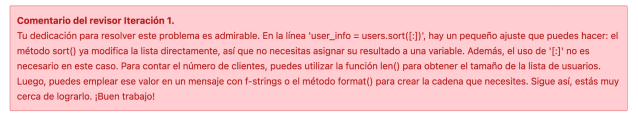 Comentario del revisor Iteración 1.
Tu dedicación para resolver este problema es admirable. En la línea 'user_info = users.sort([:])', hay un pequeño ajuste que puedes hacer: el
método sort() ya modifica la lista directamente, así que no necesitas asignar su resultado a una variable. Además, el uso de '[:]' no es
necesario en este caso. Para contar el número de clientes, puedes utilizar la función len() para obtener el tamaño de la lista de usuarios.
Luego, puedes emplear ese valor en un mensaje con f-strings o el método format() para crear la cadena que necesites. Sigue así, estás muy
cerca de lograrlo. ¡Buen trabajo!